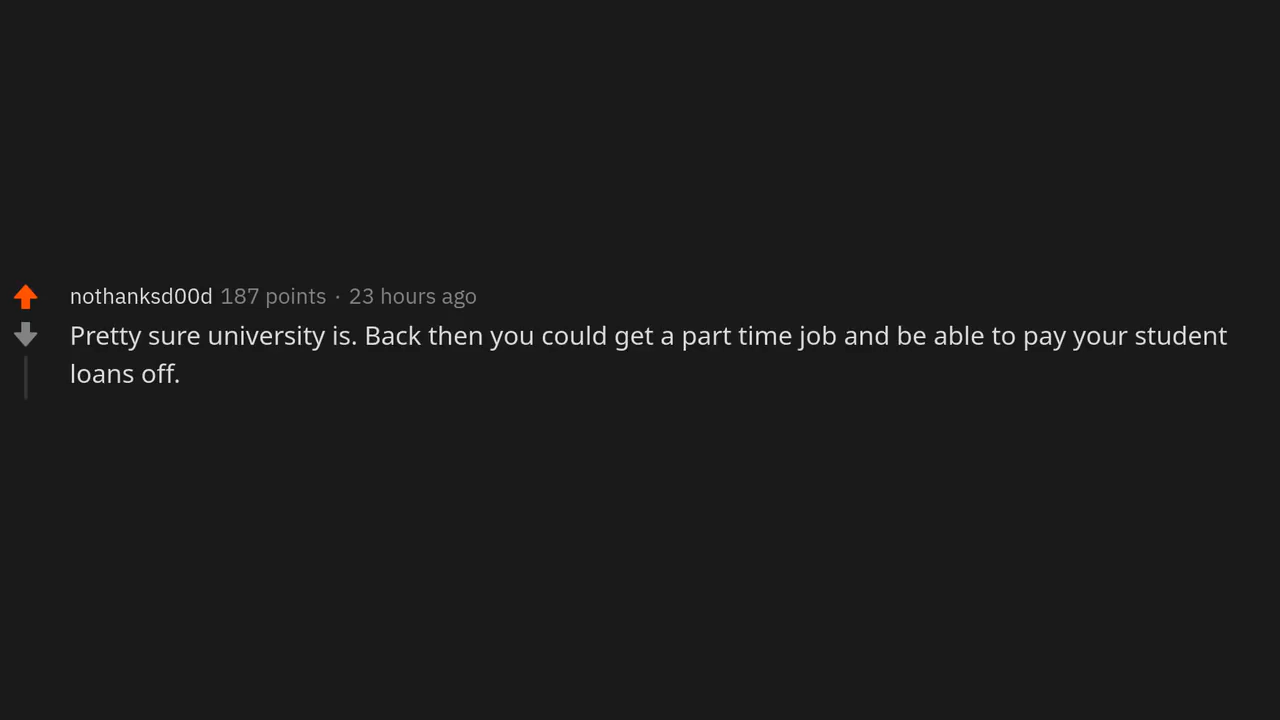 nothanksd00d 187 points · 23 hours ago
Pretty sure university is. Back then you could get a part time job and be able to pay your student
loans off.